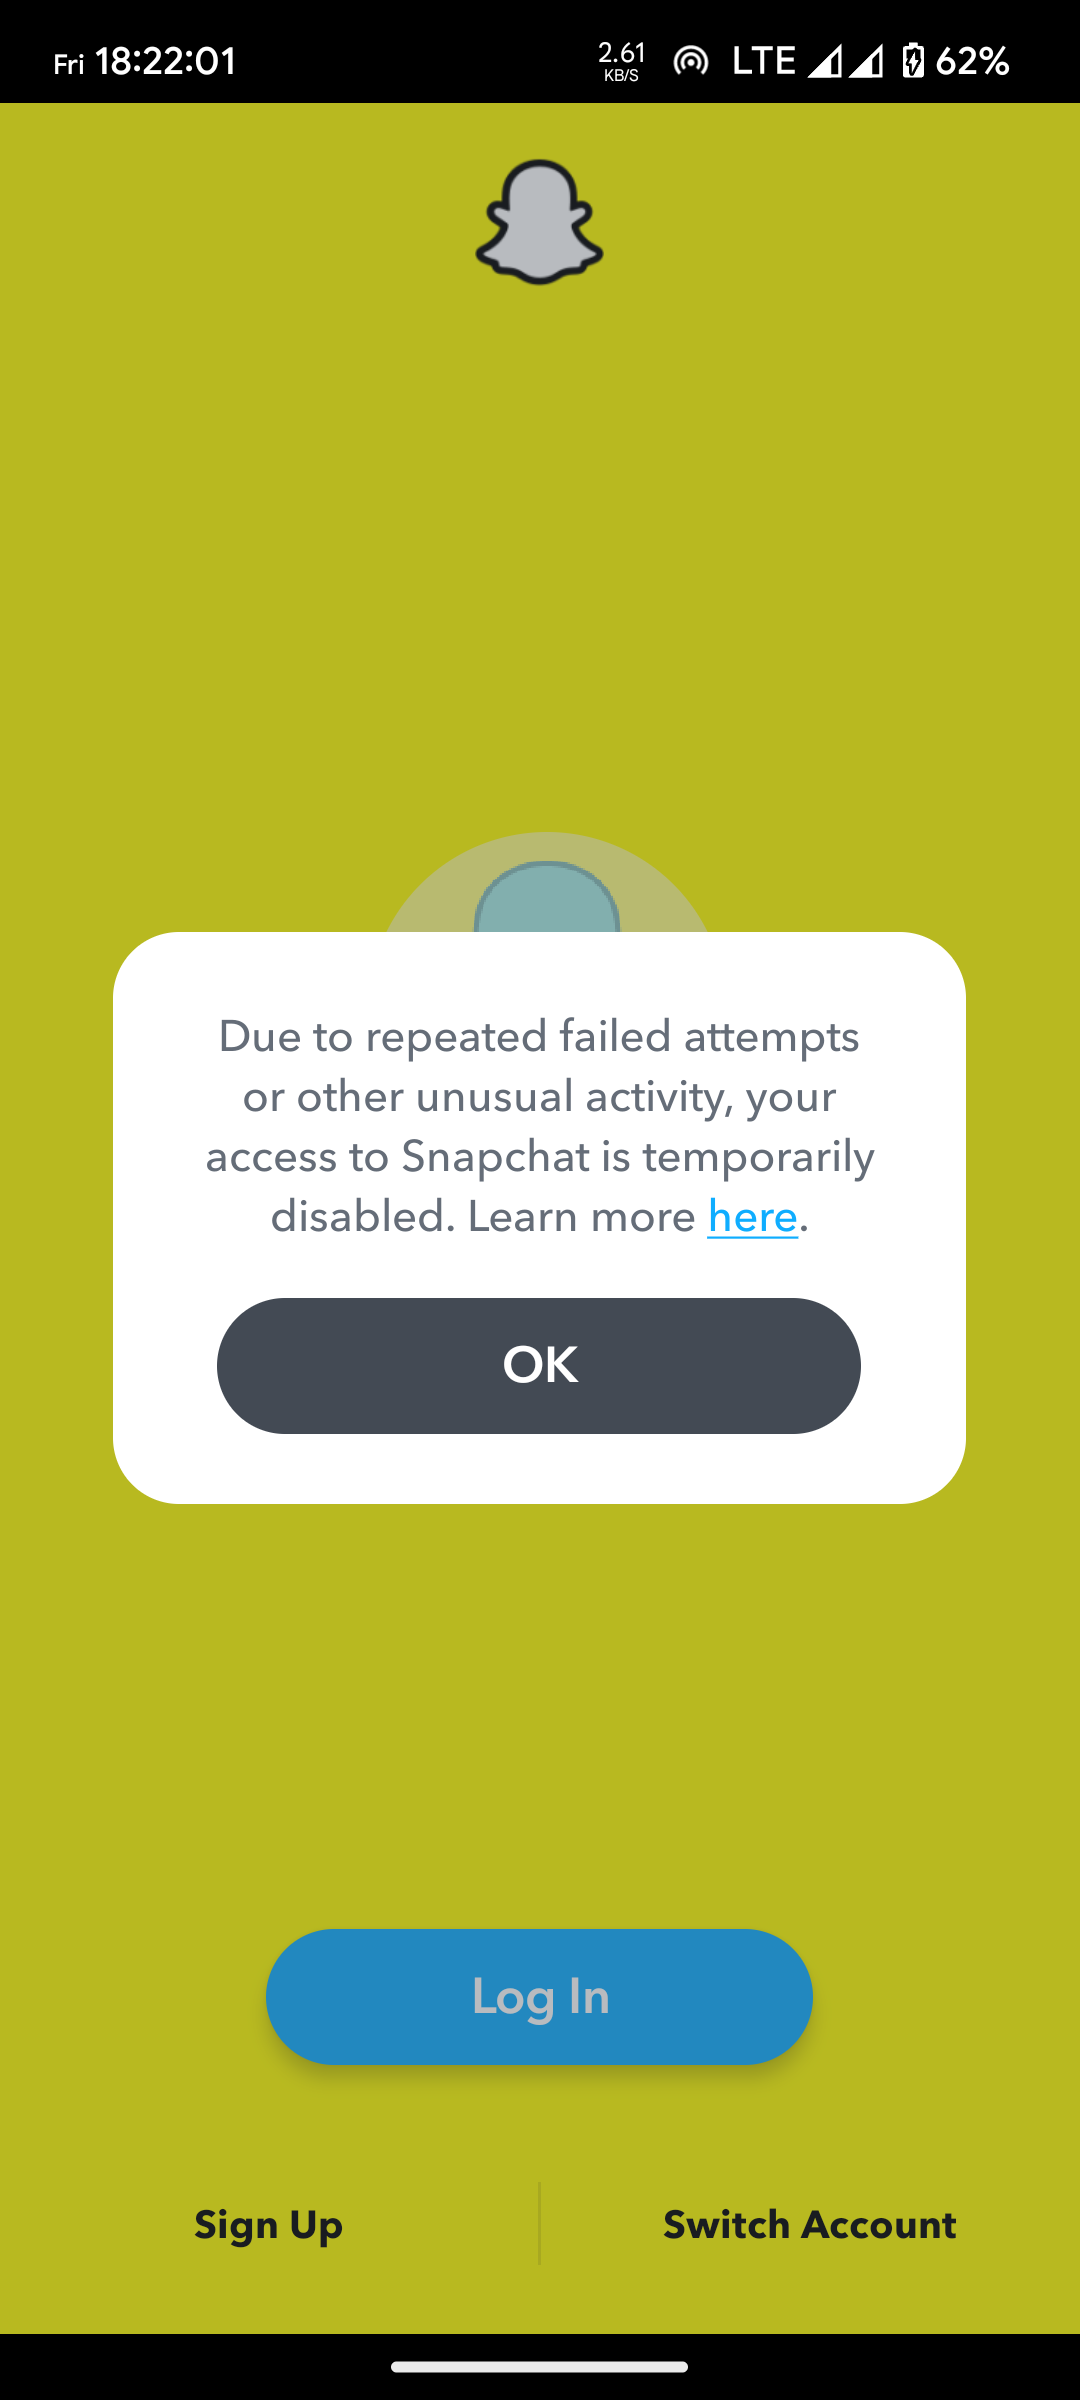 Fri 18:22:01 2.61 KB/S LTE 62%
Due to repeated failed attempts
or other unusual activity, your
access to Snapchat is temporarily
disabled. Learn more here.
OK
Log In
Sign Up Switch Account